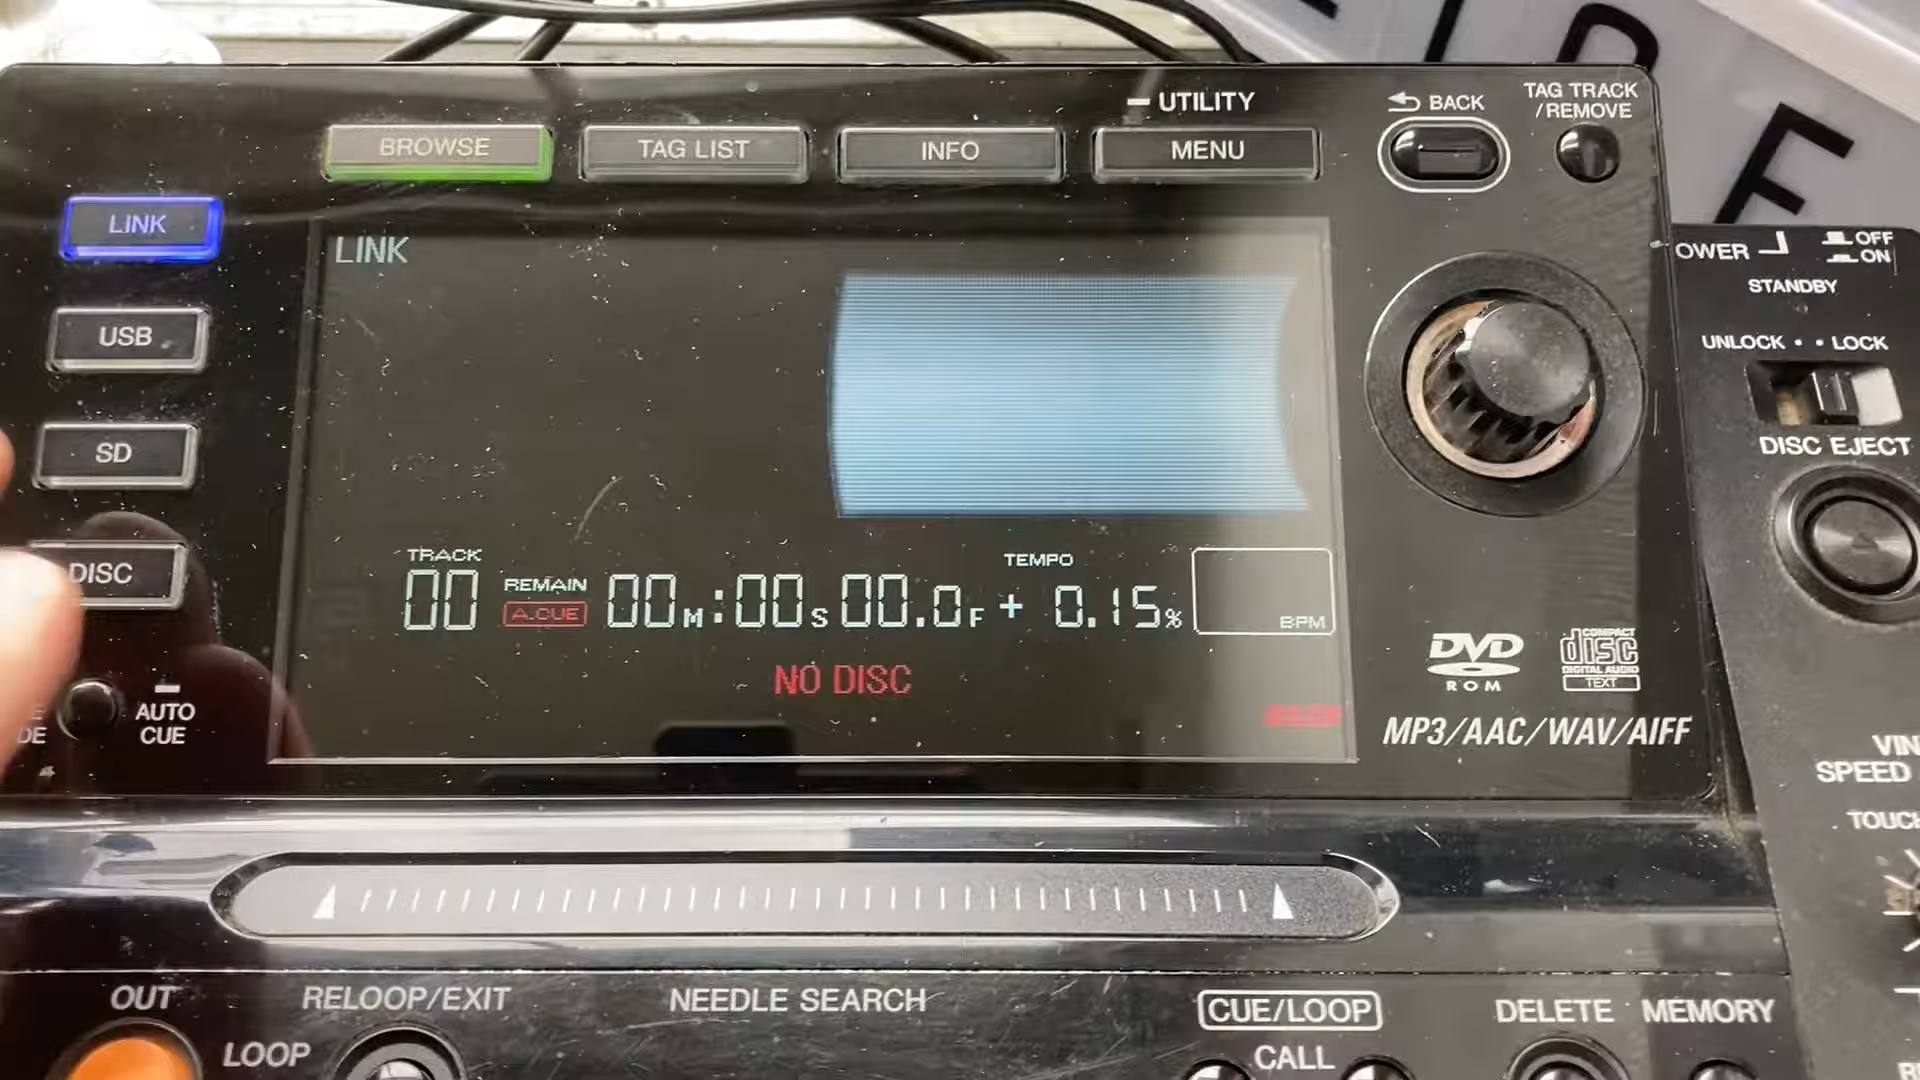 UTILITY
BACK
TAG TRACK
/REMOVE
BROWSE
TAG LIST
INFO
MENU
F
LINK
LINK
OFF
ON
STANDBY
USB
UNLOCK • • LOCK
SD
DISC EJECT
DISC
TRACK
00
REMAIN
A.CUE
00M:00S 00.0F
TEMPO
+ 0.15%
BPM
NO DISC
DVD
ROM
COMPACT
disc
DIGITAL AUDIO
TEXT
MP3/AAC/WAV/AIFF
AUTO
CUE
SPEED
OUT
RELOOP/EXIT
NEEDLE SEARCH
CUE/LOOP
CALL
DELETE
MEMORY
LOOP